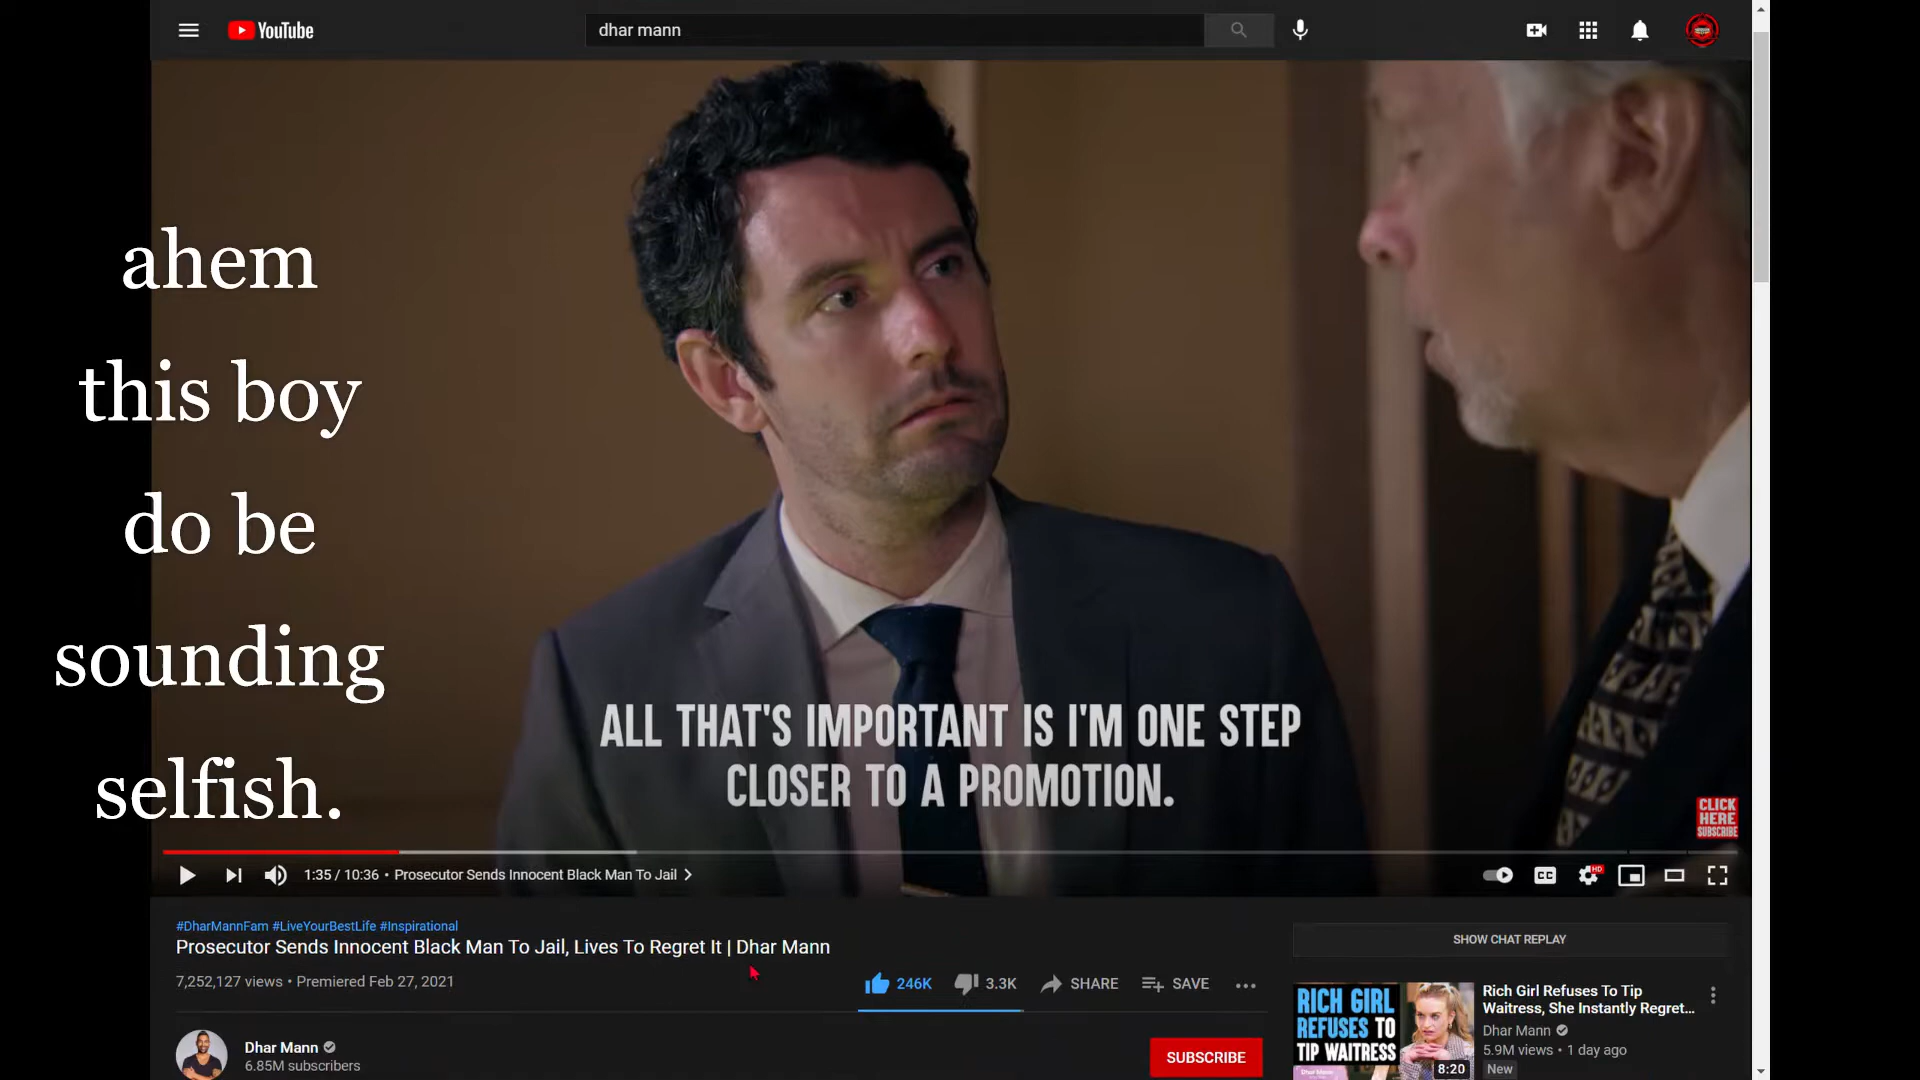 YouTube
dhar mann
ahem
this boy
do be
sounding
selfish.
ALL THAT'S IMPORTANT IS I'M ONE STEP
CLOSER TO A PROMOTION.
CLICK
HERE
SUBSCRIBE
1:35 / 10:36 • Prosecutor Sends Innocent Black Man To Jail
CC
HD
#DharMannFam #LiveYourBestLife #Inspirational
Prosecutor Sends Innocent Black Man To Jail, Lives To Regret It | Dhar Mann
7,252,127 views • Premiered Feb 27, 2021
246K
3.3K
SHARE
SAVE
Dhar Mann
6.85M subscribers
SUBSCRIBE
SHOW CHAT REPLAY
RICH GIRL
REFUSES TO
TIP WAITRESS
Dhar Mann
8:20
Rich Girl Refuses To Tip
Waitress, She Instantly Regret...
Dhar Mann
5.9M views • 1 day ago
New